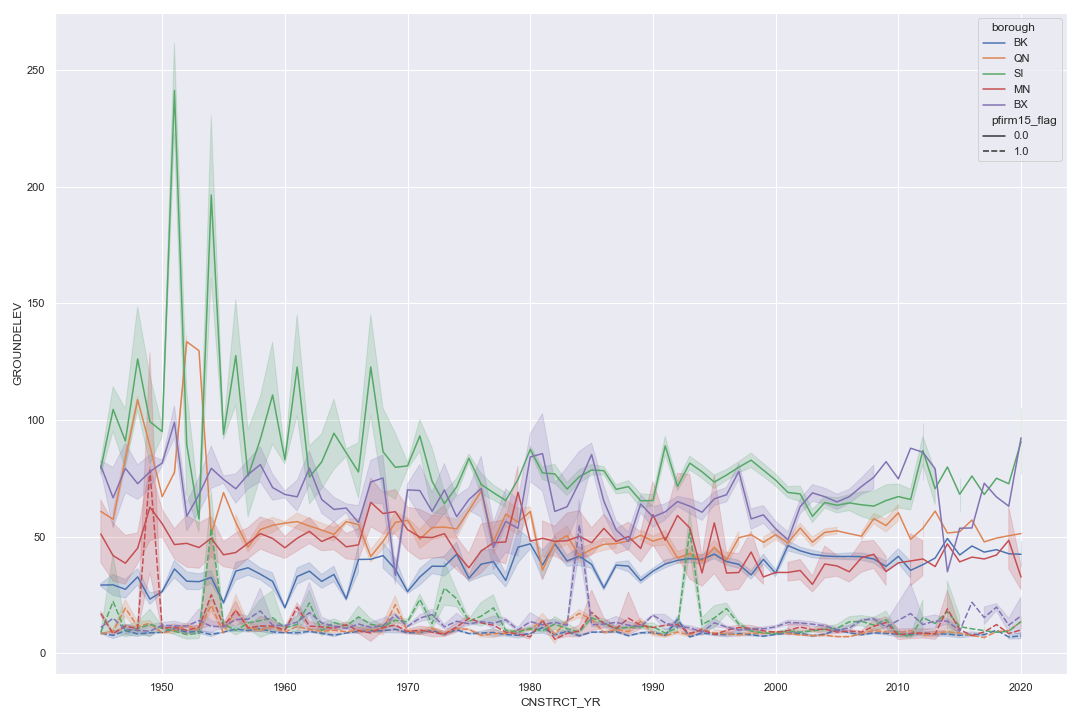 borough
BK
QN
SI
MN
BX
pfirm15_flag
0.0
1.0
GROUNDELEV
250
200
150
100
50
0
1950
1960
1970
1980
1990
2000
2010
2020
CNSTRCT_YR